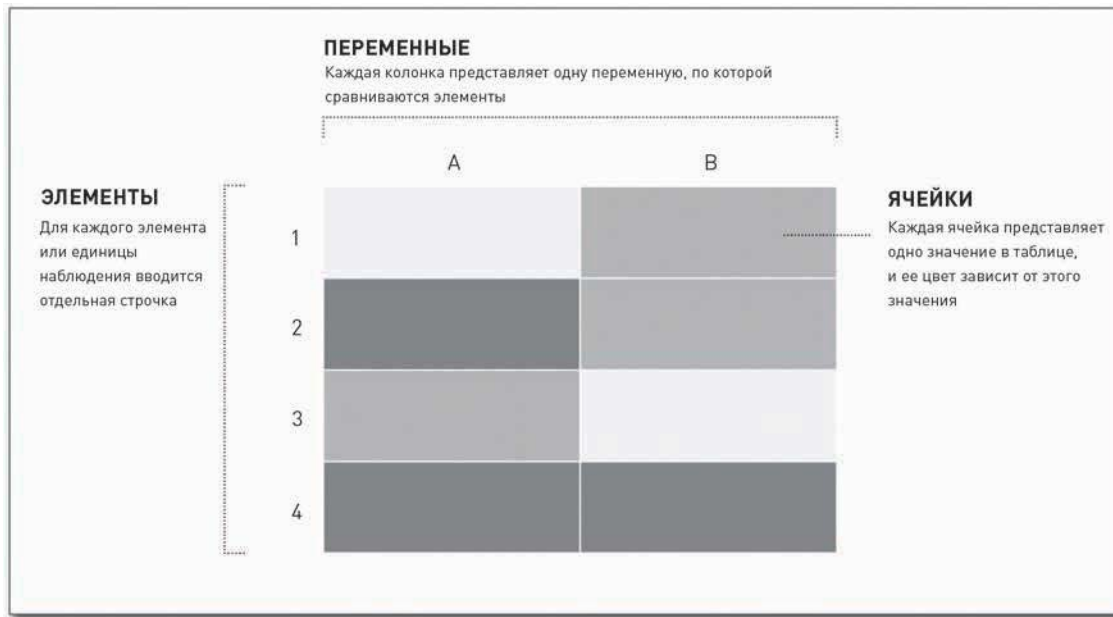 ПЕРЕМЕННЫЕ
Каждая колонка представляет одну переменную, по которой
сравниваются элементы
A
B
ЭЛЕМЕНТЫ
Для каждого элемента
или единицы
наблюдения вводится
отдельная строчка
1
2
3
4
ЯЧЕЙКИ
Каждая ячейка представляет
одно значение в таблице,
и ее цвет зависит от этого
значения